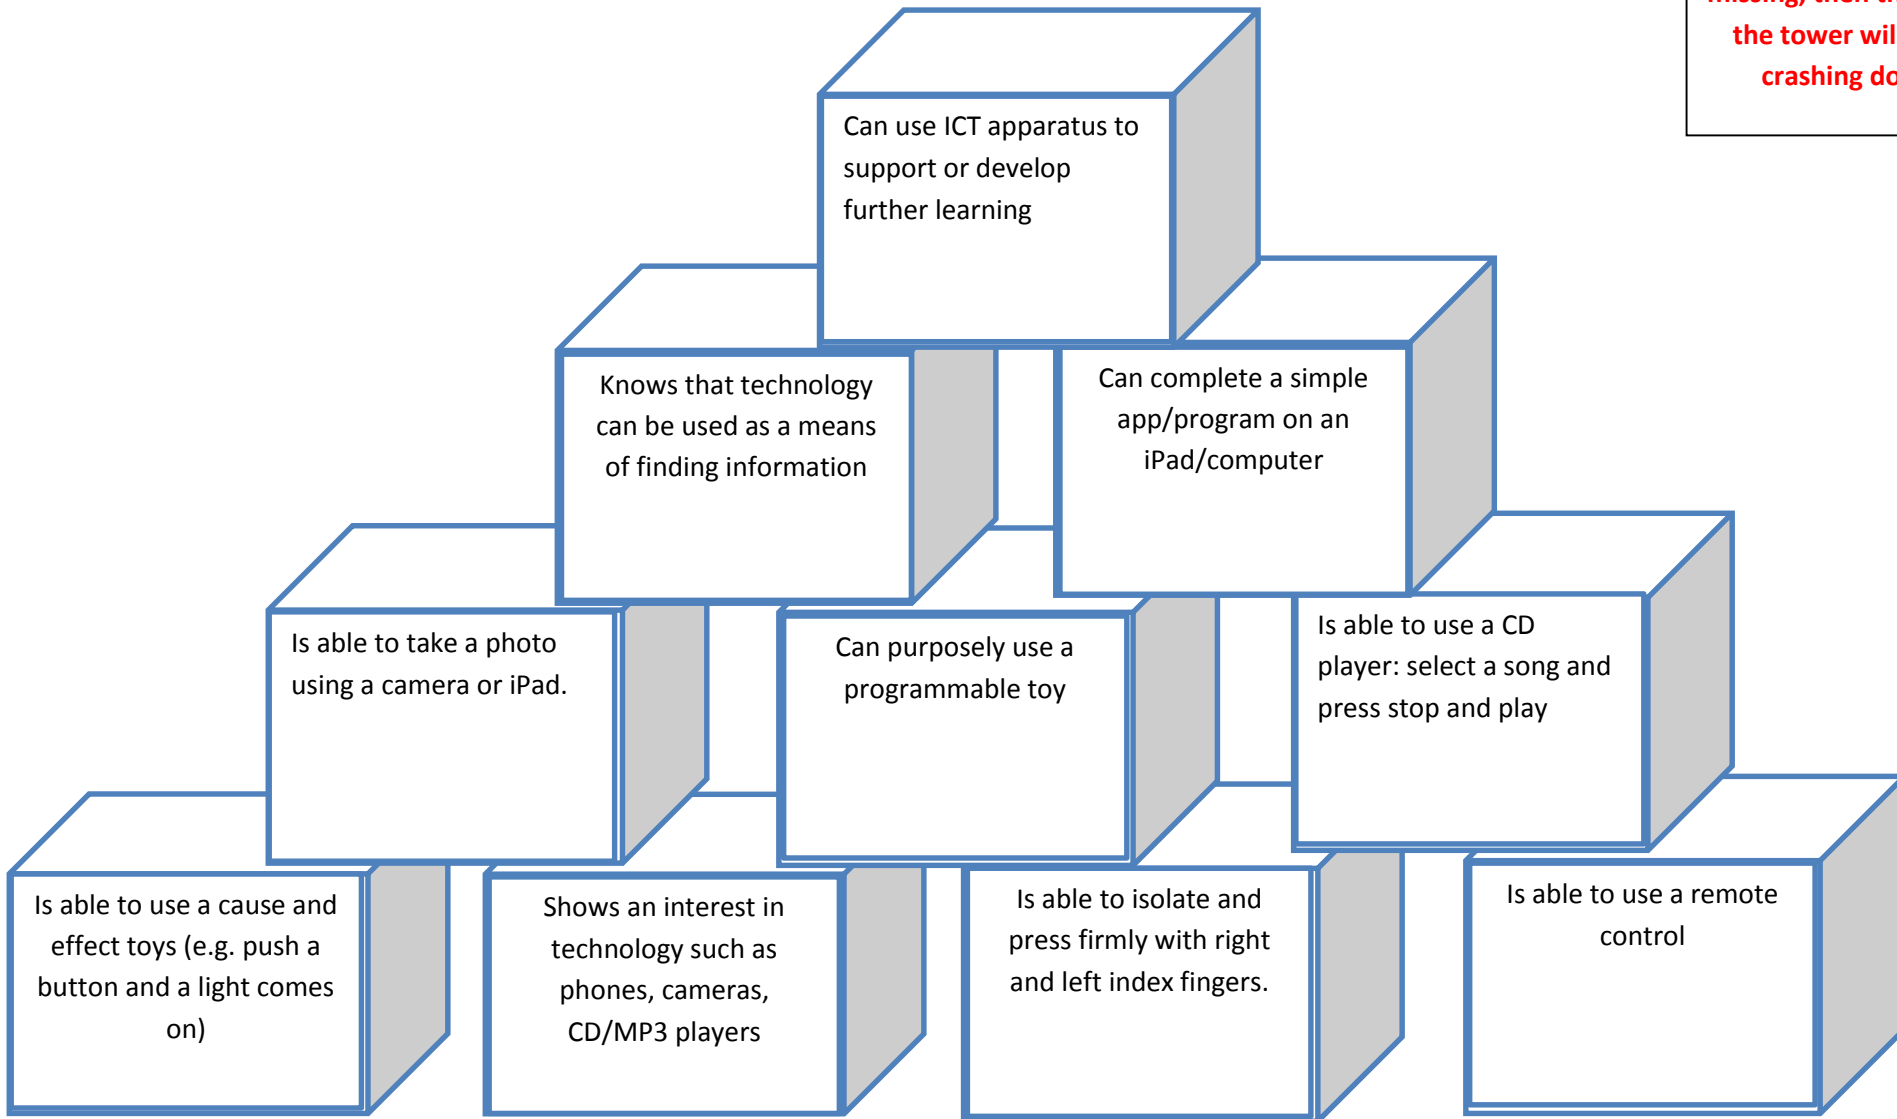 the tower wil
crashing do
Can use ICT apparatus to
support or develop
further learning
Knows that technology
can be used as a means
of finding information
Can complete a simple
app/program on an
iPad/computer
Is able to take a photo
using a camera or iPad.
Can purposely use a
programmable toy
Is able to use a CD
player: select a song and
press stop and play
Is able to use a cause and
effect toys (e.g. push a
button and a light comes
on)
Shows an interest in
technology such as
phones, cameras,
CD/MP3 players
Is able to isolate and
press firmly with right
and left index fingers.
Is able to use a remote
control